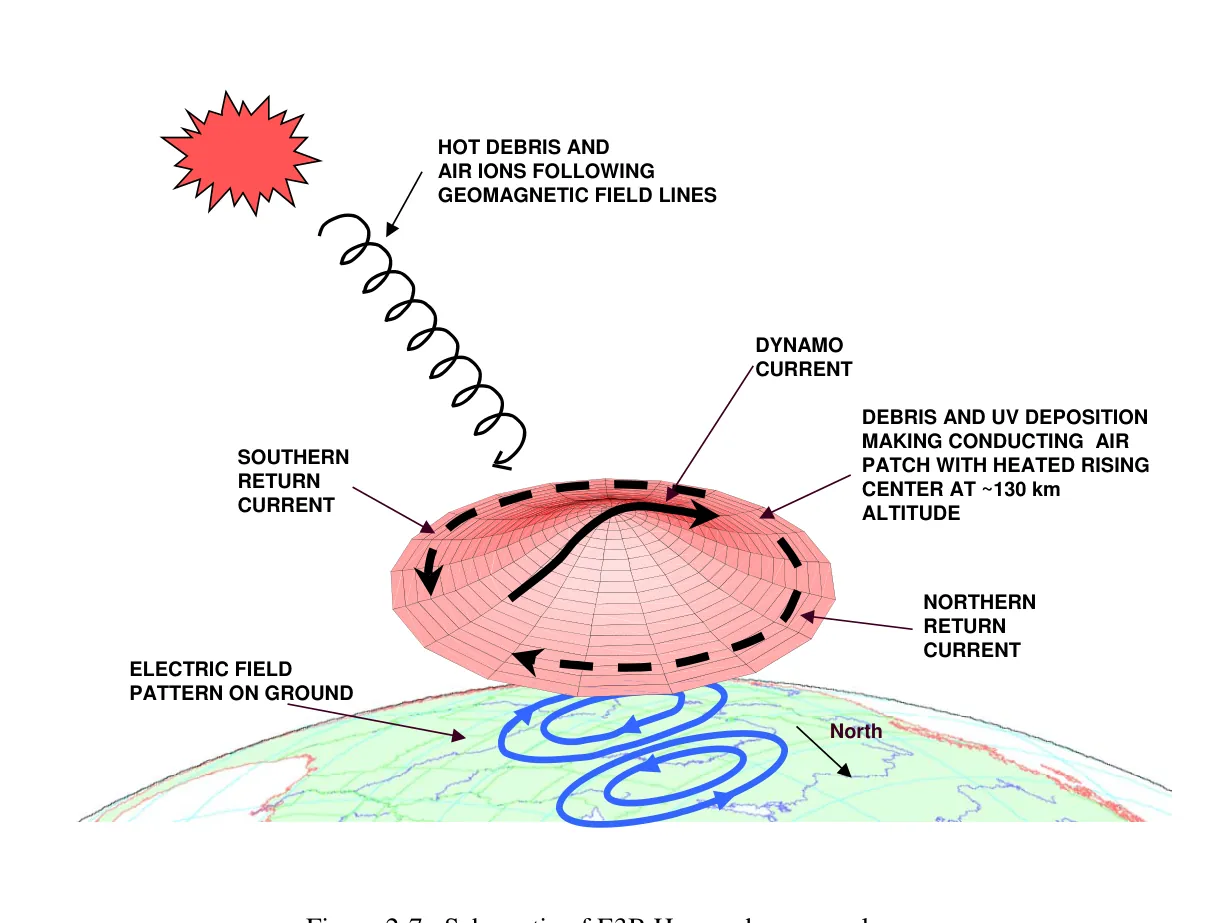 HOT DEBRIS AND
AIR IONS FOLLOWING
GEOMAGNETIC FIELD LINES
DYNAMO
CURRENT
DEBRIS AND UV DEPOSITION
MAKING CONDUCTING AIR
PATCH WITH HEATED RISING
CENTER AT ~130 km
ALTITUDE
SOUTHERN
RETURN
CURRENT
NORTHERN
RETURN
CURRENT
ELECTRIC FIELD
PATTERN ON GROUND
North